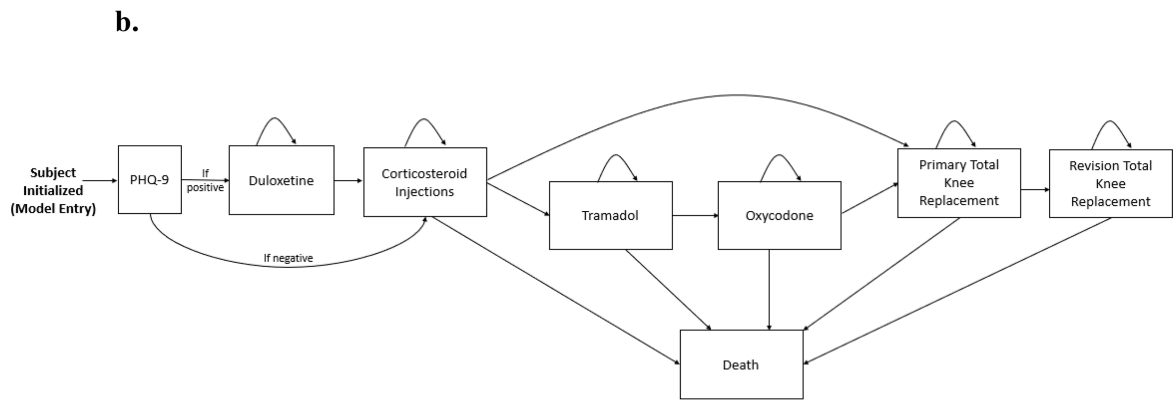 b.
Subject
Initialized
(Model Entry)
PHQ-9
If
positive
Duloxetine
Corticosteroid
Injections
If negative
Tramadol
Oxycodone
Primary Total
Knee
Replacement
Revision Total
Knee
Replacement
Death